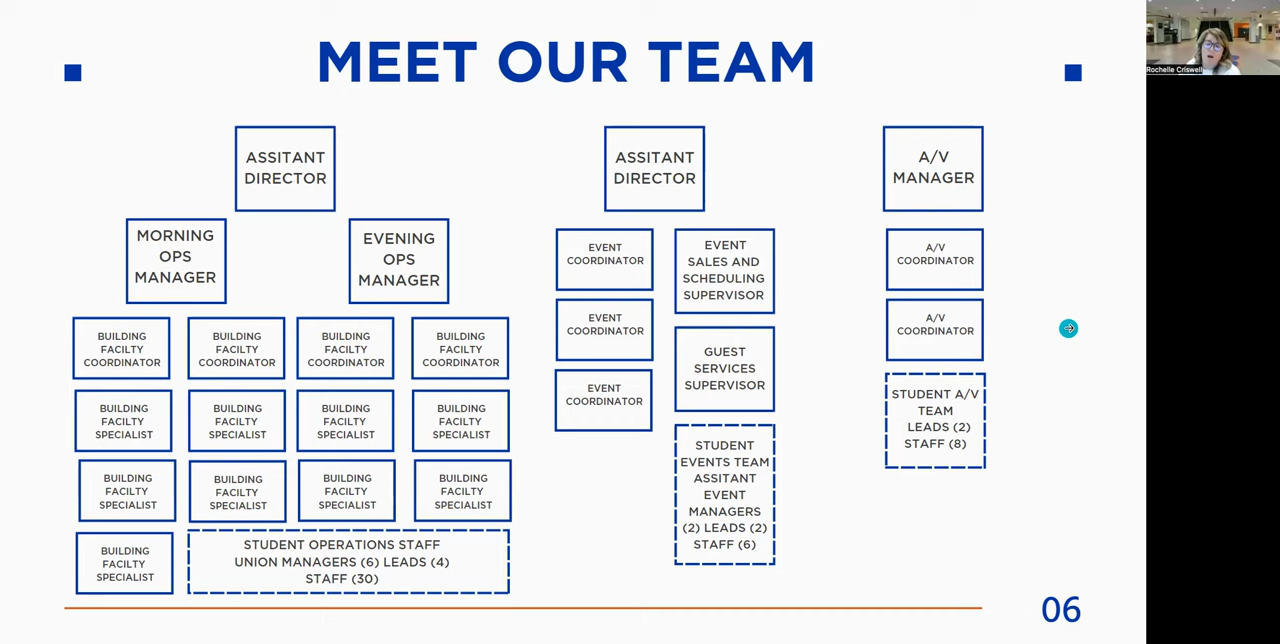 MEET OUR TEAM
Rochelle Criswell
ASSITANT
DIRECTOR
MORNING
OPS
MANAGER
EVENING
OPS
MANAGER
BUILDING
FACILTY
COORDINATOR
BUILDING
FACILTY
COORDINATOR
BUILDING
FACILTY
COORDINATOR
BUILDING
FACILTY
COORDINATOR
BUILDING
FACILTY
SPECIALIST
BUILDING
FACILTY
SPECIALIST
BUILDING
FACILTY
SPECIALIST
BUILDING
FACILTY
SPECIALIST
BUILDING
FACILTY
SPECIALIST
BUILDING
FACILTY
SPECIALIST
BUILDING
FACILTY
SPECIALIST
BUILDING
FACILTY
SPECIALIST
BUILDING
FACILTY
SPECIALIST
STUDENT OPERATIONS STAFF
UNION MANAGERS (6) LEADS (4)
STAFF (30)
ASSITANT
DIRECTOR
EVENT
COORDINATOR
EVENT
COORDINATOR
EVENT
COORDINATOR
EVENT
SALES AND
SCHEDULING
SUPERVISOR
GUEST
SERVICES
SUPERVISOR
STUDENT
EVENTS TEAM
ASSITANT
EVENT
MANAGERS
(2) LEADS (2)
STAFF (6)
A/V
MANAGER
A/V
COORDINATOR
A/V
COORDINATOR
STUDENT A/V
TEAM
LEADS (2)
STAFF (8)
06